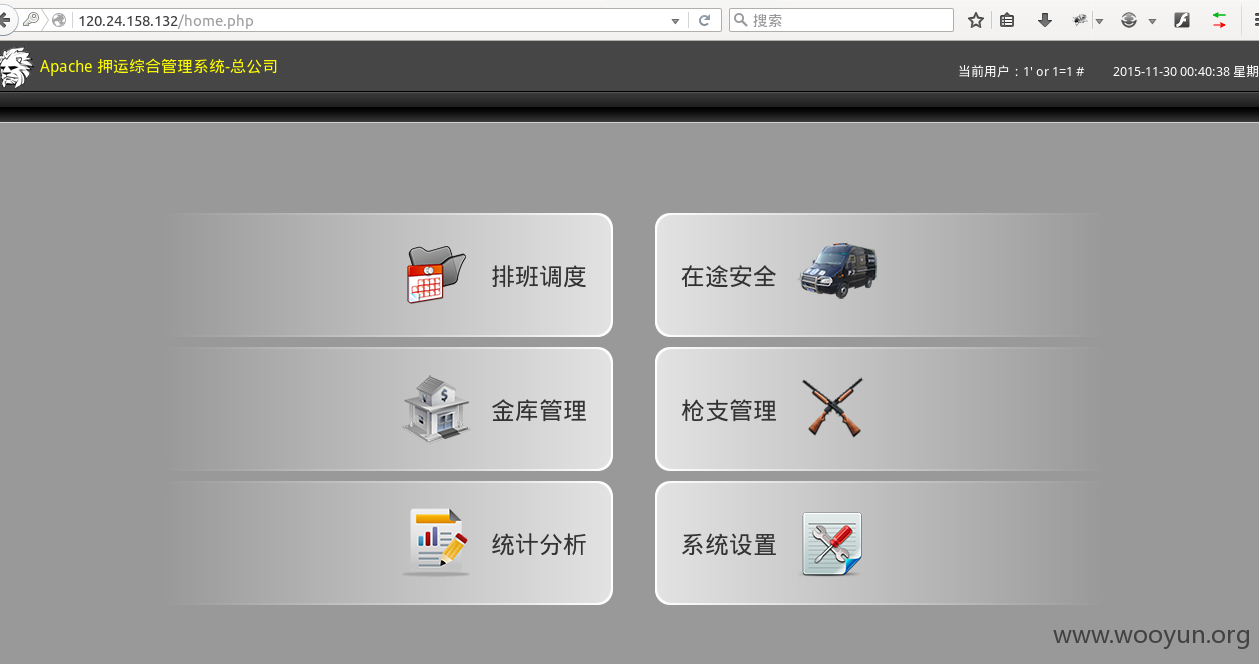 120.24.158.132/home.php
搜索
Apache 押运综合管理系统-总公司
当前用户：1' or 1=1 #
2015-11-30 00:40:38 星期
排班调度
在途安全
金库管理
枪支管理
统计分析
系统设置
www.wooyun.org